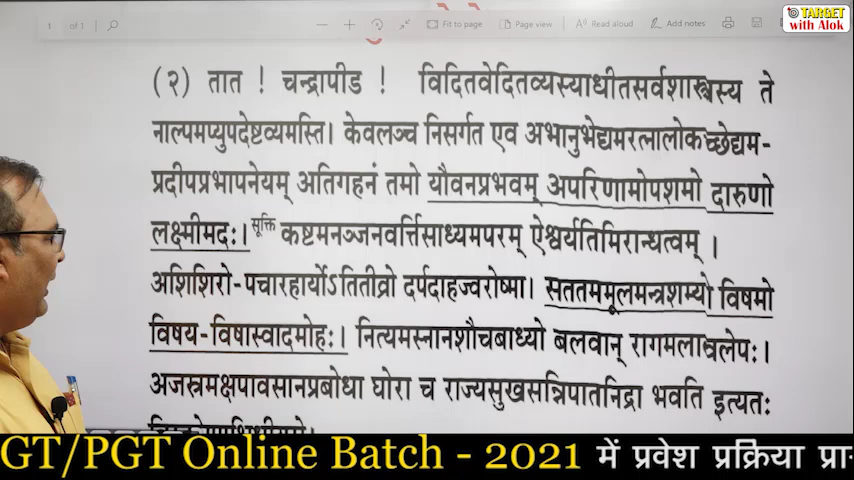 TARGET
with Alok
1 of 1 Fit to page Page view Read aloud Add notes
(२) तात ! चन्द्रापीड ! विदितवेदितव्यस्याधीतसर्वशास्त्रस्य ते
नाल्पमप्युपदेष्टव्यमस्ति। केवलञ्च निसर्गत एव अभानुभेद्यमरत्नालोकच्छेद्यम-
प्रदीपप्रभापनेयम् अतिगहनं तमो यौवनप्रभवम् अपरिणामोपशमो दारुणो
लक्ष्मीमदः। सूक्ति कष्टमनञ्जनवर्त्तिसाध्यमपरम् ऐश्वर्यतिमिरान्धत्वम् ।
अशिशिरो-पचारहार्योऽतितीव्रो दर्पदाहज्वरोष्मा। सततममूलमन्त्रशम्यो विषमो
विषय-विषास्वादमोहः। नित्यमस्नानशौचबाध्यो बलवान् रागमलावलेपः।
अजस्रमक्षपावसानप्रबोधा घोरा च राज्यसुखसन्निपातनिद्रा भवति इत्यतः
GT/PGT Online Batch - 2021 में प्रवेश प्रक्रिया